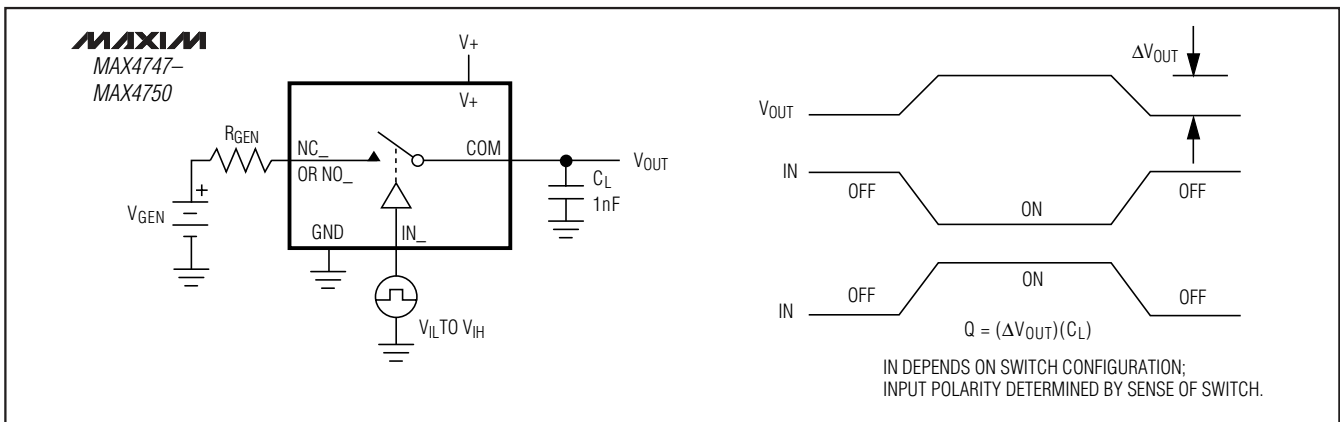 MAXIM
MAX4747–
MAX4750
V+
V+
RGEN
NC_
OR NO_
COM
VOUT
CL
1nF
+
VGEN
GND
IN_
VILTO VIH
ΔVOUT
VOUT
IN
OFF
ON
OFF
IN
OFF
ON
OFF
Q = (ΔVOUT)(CL)
IN DEPENDS ON SWITCH CONFIGURATION;
INPUT POLARITY DETERMINED BY SENSE OF SWITCH.